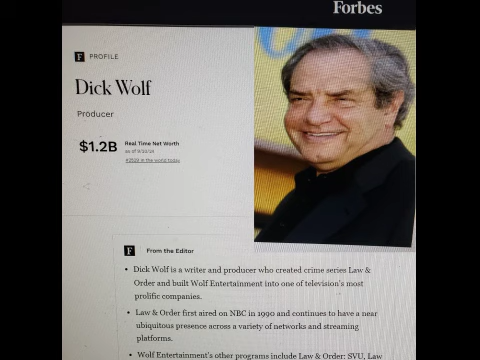 Forbes
F PROFILE
Dick Wolf
Producer
$1.2B
Real Time Net Worth
as of 9/20/24
in the world today
F From the Editor
• Dick Wolf is a writer and producer who created crime series Law &
Order and built Wolf Entertainment into one of television's most
prolific companies.
• Law & Order first aired on NBC in 1990 and continues to have a near
ubiquitous presence across a variety of networks and streaming
platforms.
• Wolf Entertainment's other programs include Law & Order: SVU, Law